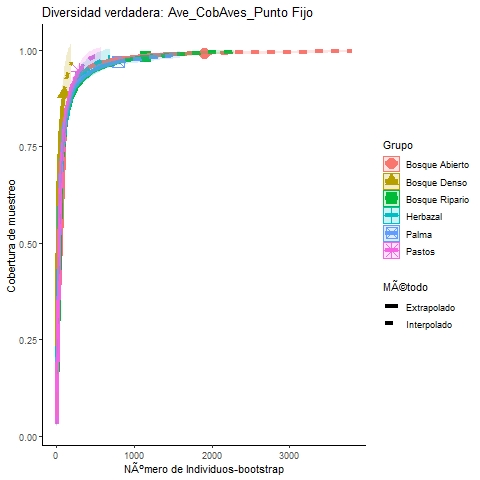 Diversidad verdadera: Ave_CobAves_Punto Fijo
1.00
0.75
0.50
0.25
0.00
Cobertura de muestreo
0
1000
2000
3000
NÃºmero de Individuos-bootstrap
Grupo
Bosque Abierto
Bosque Denso
Bosque Ripario
Herbazal
Palma
Pastos
MÃ©todo
Extrapolado
Interpolado